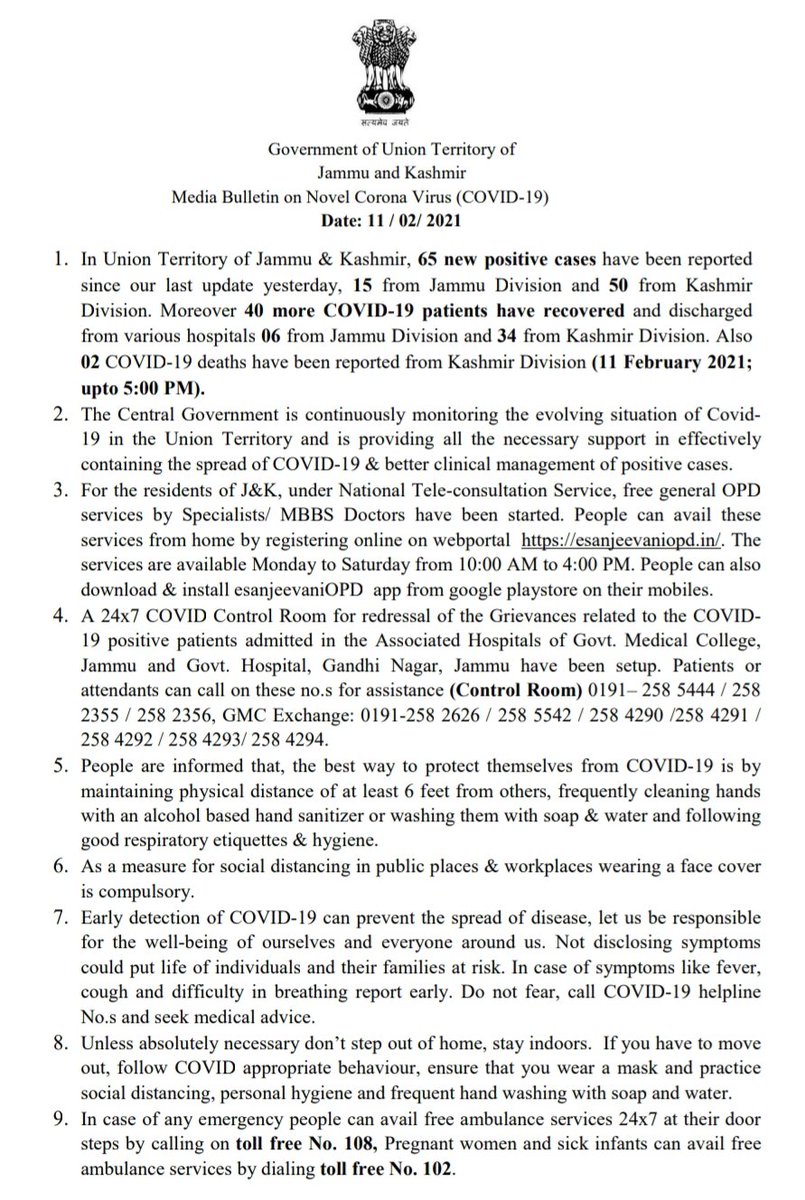 सत्यमेव जयते
Government of Union Territory of
Jammu and Kashmir
Media Bulletin on Novel Corona Virus (COVID-19)
Date: 11 / 02/ 2021
1. In Union Territory of Jammu & Kashmir, 65 new positive cases have been reported
since our last update yesterday, 15 from Jammu Division and 50 from Kashmir
Division. Moreover 40 more COVID-19 patients have recovered and discharged
from various hospitals 06 from Jammu Division and 34 from Kashmir Division. Also
02 COVID-19 deaths have been reported from Kashmir Division (11 February 2021;
upto 5:00 PM).
2. The Central Government is continuously monitoring the evolving situation of Covid-
19 in the Union Territory and is providing all the necessary support in effectively
containing the spread of COVID-19 & better clinical management of positive cases.
3. For the residents of J&K, under National Tele-consultation Service, free general OPD
services by Specialists/ MBBS Doctors have been started. People can avail these
services from home by registering online on webportal https://esanjeevaniopd.in/. The
services are available Monday to Saturday from 10:00 AM to 4:00 PM. People can also
download & install esanjeevaniOPD app from google playstore on their mobiles.
4. A 24x7 COVID Control Room for redressal of the Grievances related to the COVID-
19 positive patients admitted in the Associated Hospitals of Govt. Medical College,
Jammu and Govt. Hospital, Gandhi Nagar, Jammu have been setup. Patients or
attendants can call on these no.s for assistance (Control Room) 0191– 258 5444 / 258
2355 / 258 2356, GMC Exchange: 0191-258 2626 / 258 5542 / 258 4290 /258 4291 /
258 4292 / 258 4293/ 258 4294.
5. People are informed that, the best way to protect themselves from COVID-19 is by
maintaining physical distance of at least 6 feet from others, frequently cleaning hands
with an alcohol based hand sanitizer or washing them with soap & water and following
good respiratory etiquettes & hygiene.
6. As a measure for social distancing in public places & workplaces wearing a face cover
is compulsory.
7. Early detection of COVID-19 can prevent the spread of disease, let us be responsible
for the well-being of ourselves and everyone around us. Not disclosing symptoms
could put life of individuals and their families at risk. In case of symptoms like fever,
cough and difficulty in breathing report early. Do not fear, call COVID-19 helpline
No.s and seek medical advice.
8. Unless absolutely necessary don’t step out of home, stay indoors. If you have to move
out, follow COVID appropriate behaviour, ensure that you wear a mask and practice
social distancing, personal hygiene and frequent hand washing with soap and water.
9. In case of any emergency people can avail free ambulance services 24x7 at their door
steps by calling on toll free No. 108, Pregnant women and sick infants can avail free
ambulance services by dialing toll free No. 102.